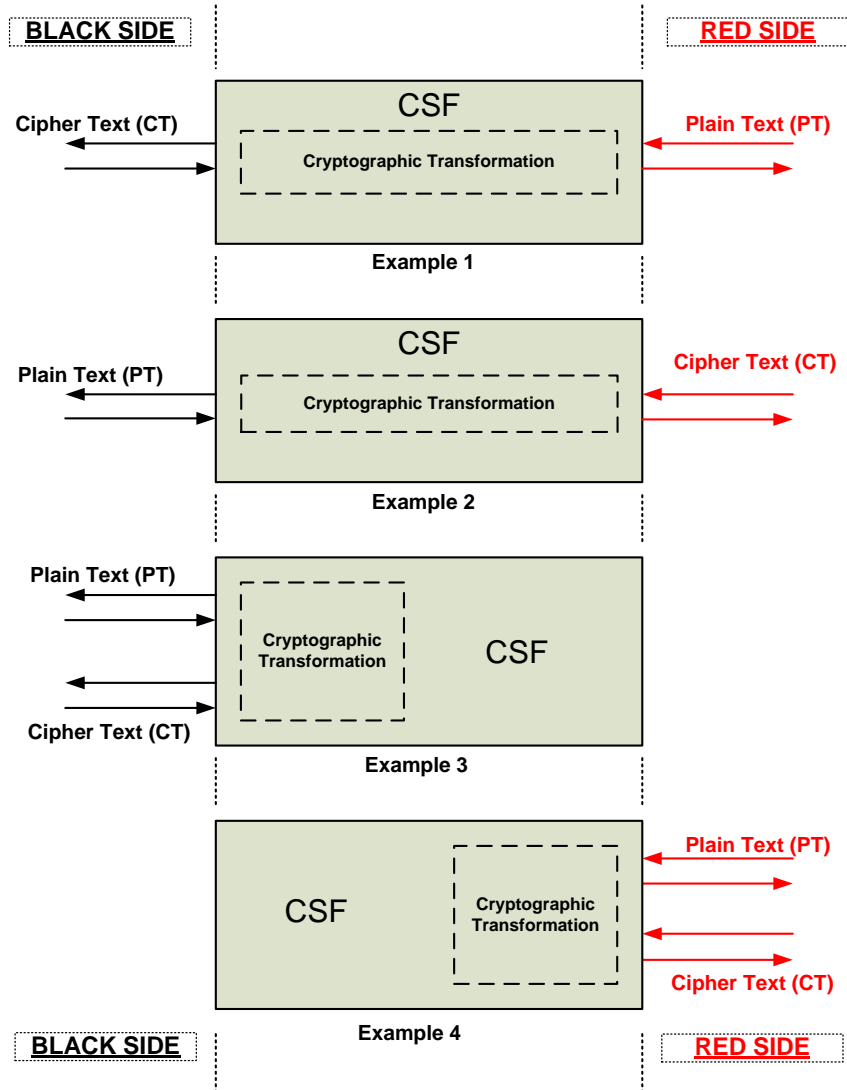 BLACK SIDE
RED SIDE
CSF
Cipher Text (CT)
Plain Text (PT)
Cryptographic Transformation
Example 1
CSF
Plain Text (PT)
Cipher Text (CT)
Cryptographic Transformation
Example 2
Plain Text (PT)
Cryptographic
Transformation
CSF
Cipher Text (CT)
Example 3
Plain Text (PT)
CSF
Cryptographic
Transformation
Cipher Text (CT)
Example 4
BLACK SIDE
RED SIDE